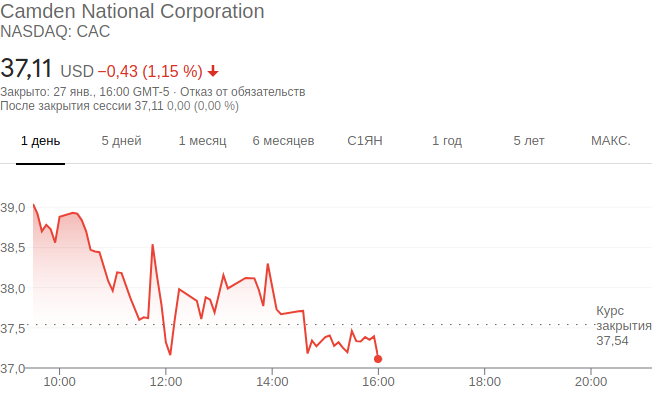 Camden National Corporation
NASDAQ: CAC
37,11 USD −0,43 (1,15 %)
Закрыто: 27 янв., 16:00 GMT-5 · Отказ от обязательств
После закрытия сессии 37,11 0,00 (0,00 %)
1 день 5 дней 1 месяц 6 месяцев С1ЯН 1 год 5 лет МАКС.
39,0
38,5
38,0
Курс
37,5 закрытия
37,54
37,0
10:00 12:00 14:00 16:00 18:00 20:00